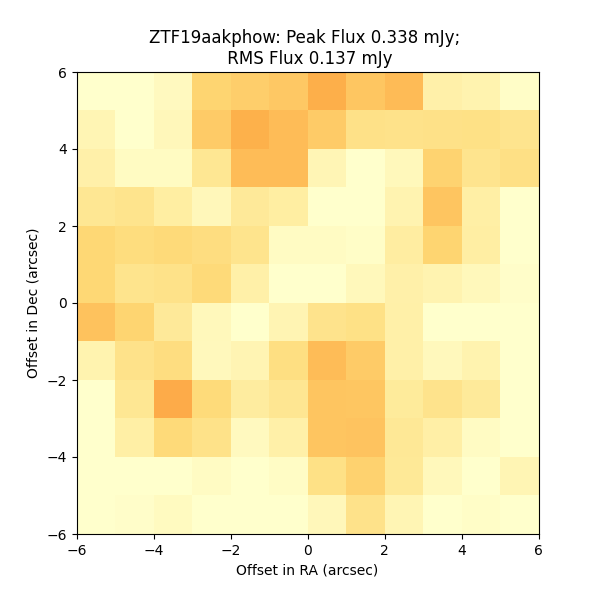 ZTF19aakphow: Peak Flux 0.338 mJy;
RMS Flux 0.137 mJy
6
4
2
0
−2
−4
−6
Offset in Dec (arcsec)
−6 −4 −2 0 2 4 6
Offset in RA (arcsec)